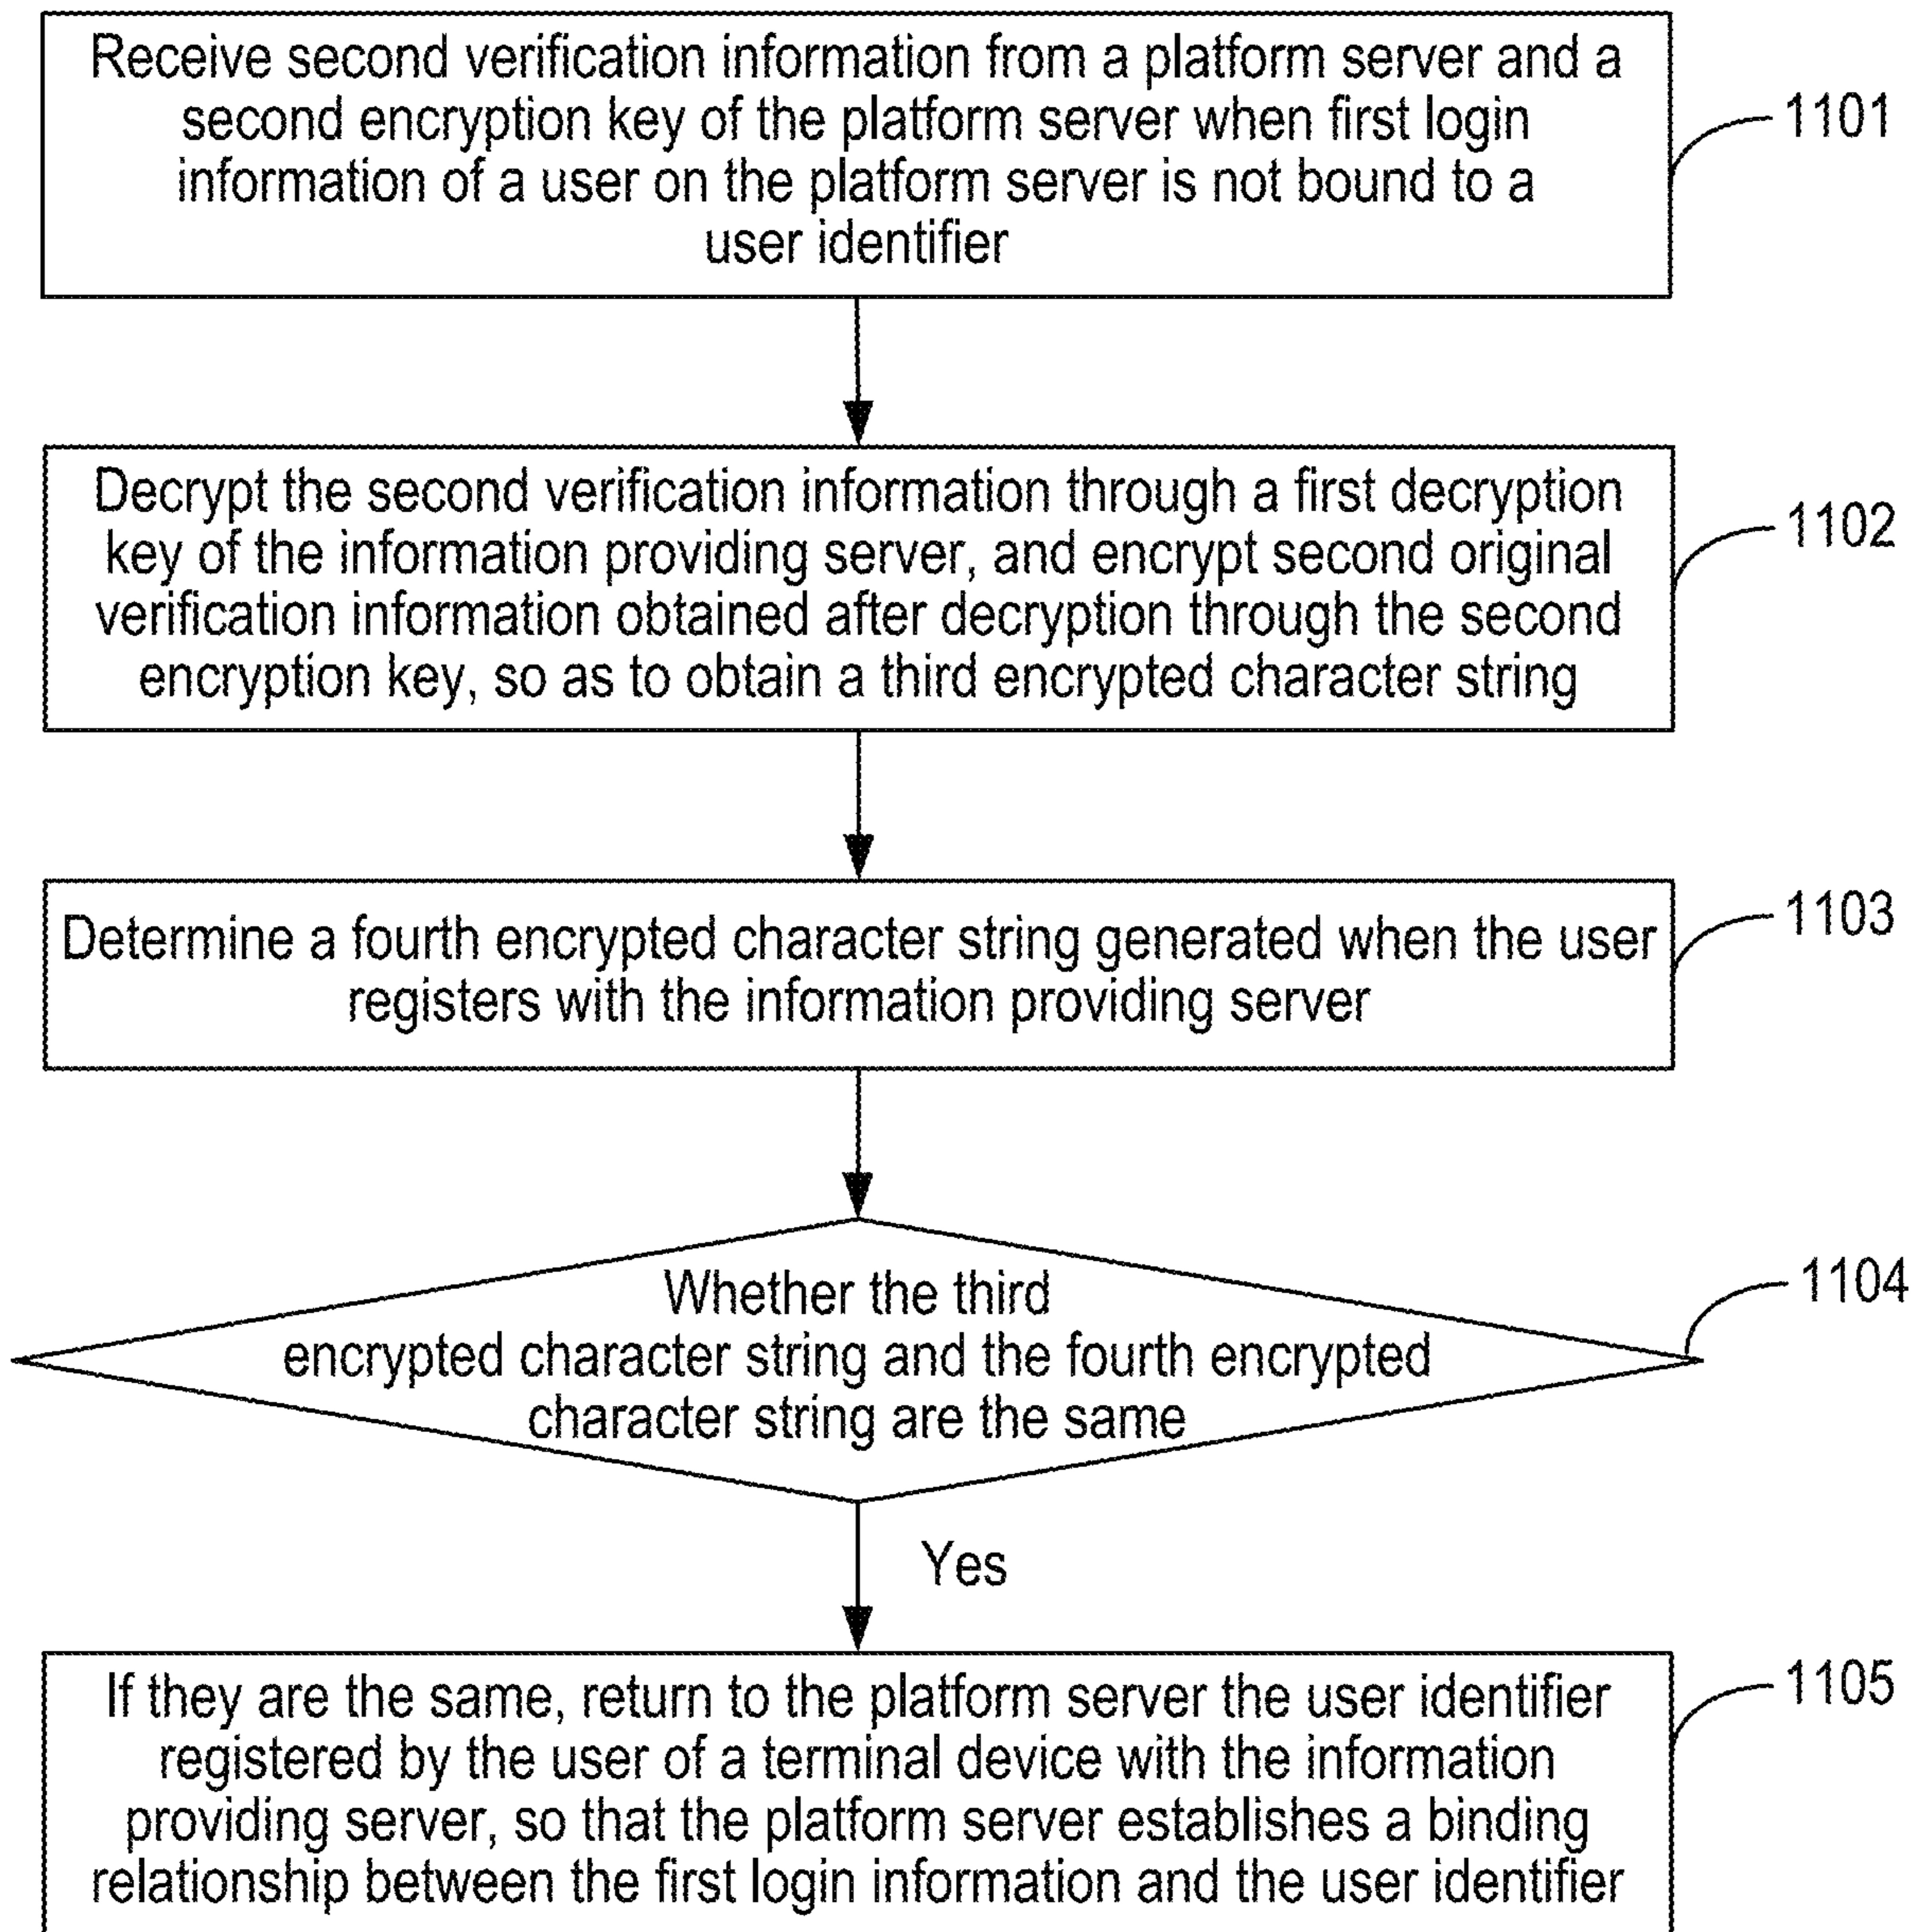 Receive second verification information from a platform server and a
second encryption key of the platform server when first login
information of a user on the platform server is not bound to a
user identifier
1101
Decrypt the second verification information through a first decryption
key of the information providing server, and encrypt second original
verification information obtained after decryption through the second
encryption key, so as to obtain a third encrypted character string
1102
Determine a fourth encrypted character string generated when the user
registers with the information providing server
1103
Whether the third
encrypted character string and the fourth encrypted
character string are the same
1104
Yes
If they are the same, return to the platform server the user identifier
registered by the user of a terminal device with the information
providing server, so that the platform server establishes a binding
relationship between the first login information and the user identifier
1105